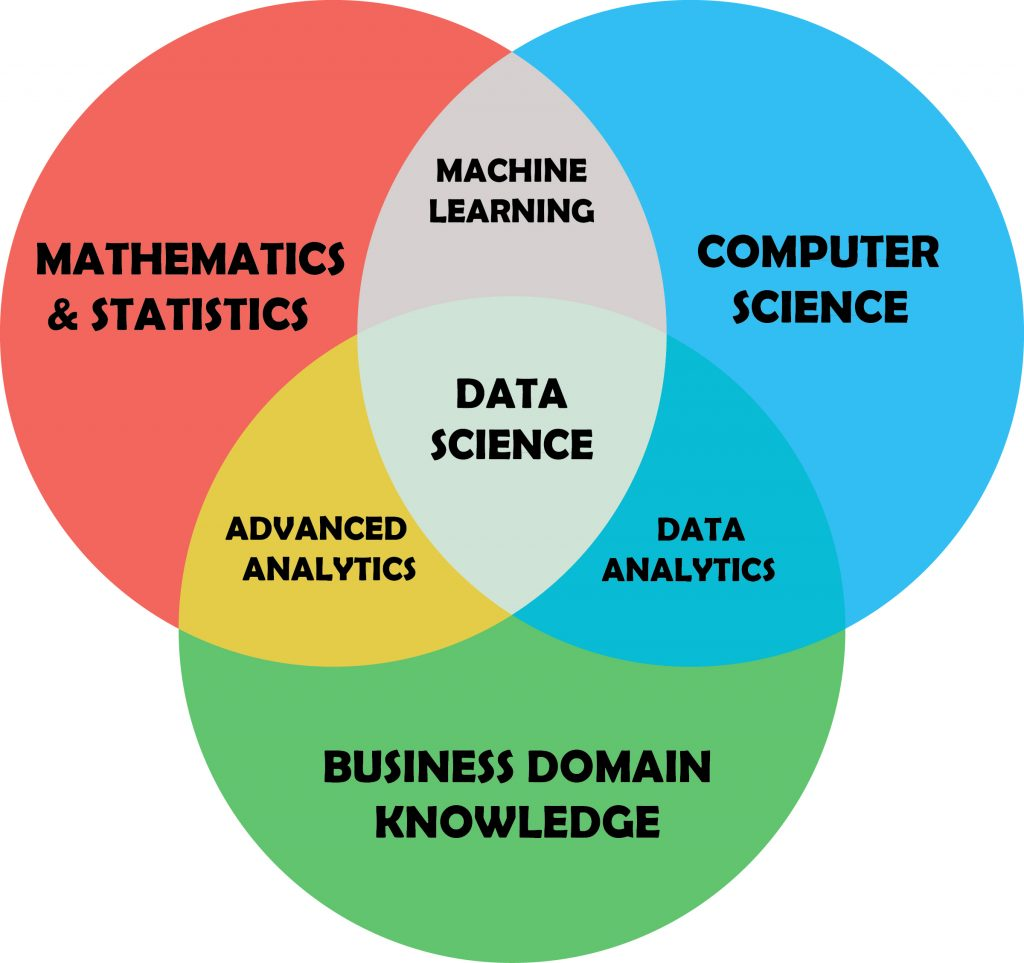 MACHINE
LEARNING
MATHEMATICS
& STATISTICS
COMPUTER
SCIENCE
DATA
SCIENCE
ADVANCED
ANALYTICS
DATA
ANALYTICS
BUSINESS DOMAIN
KNOWLEDGE